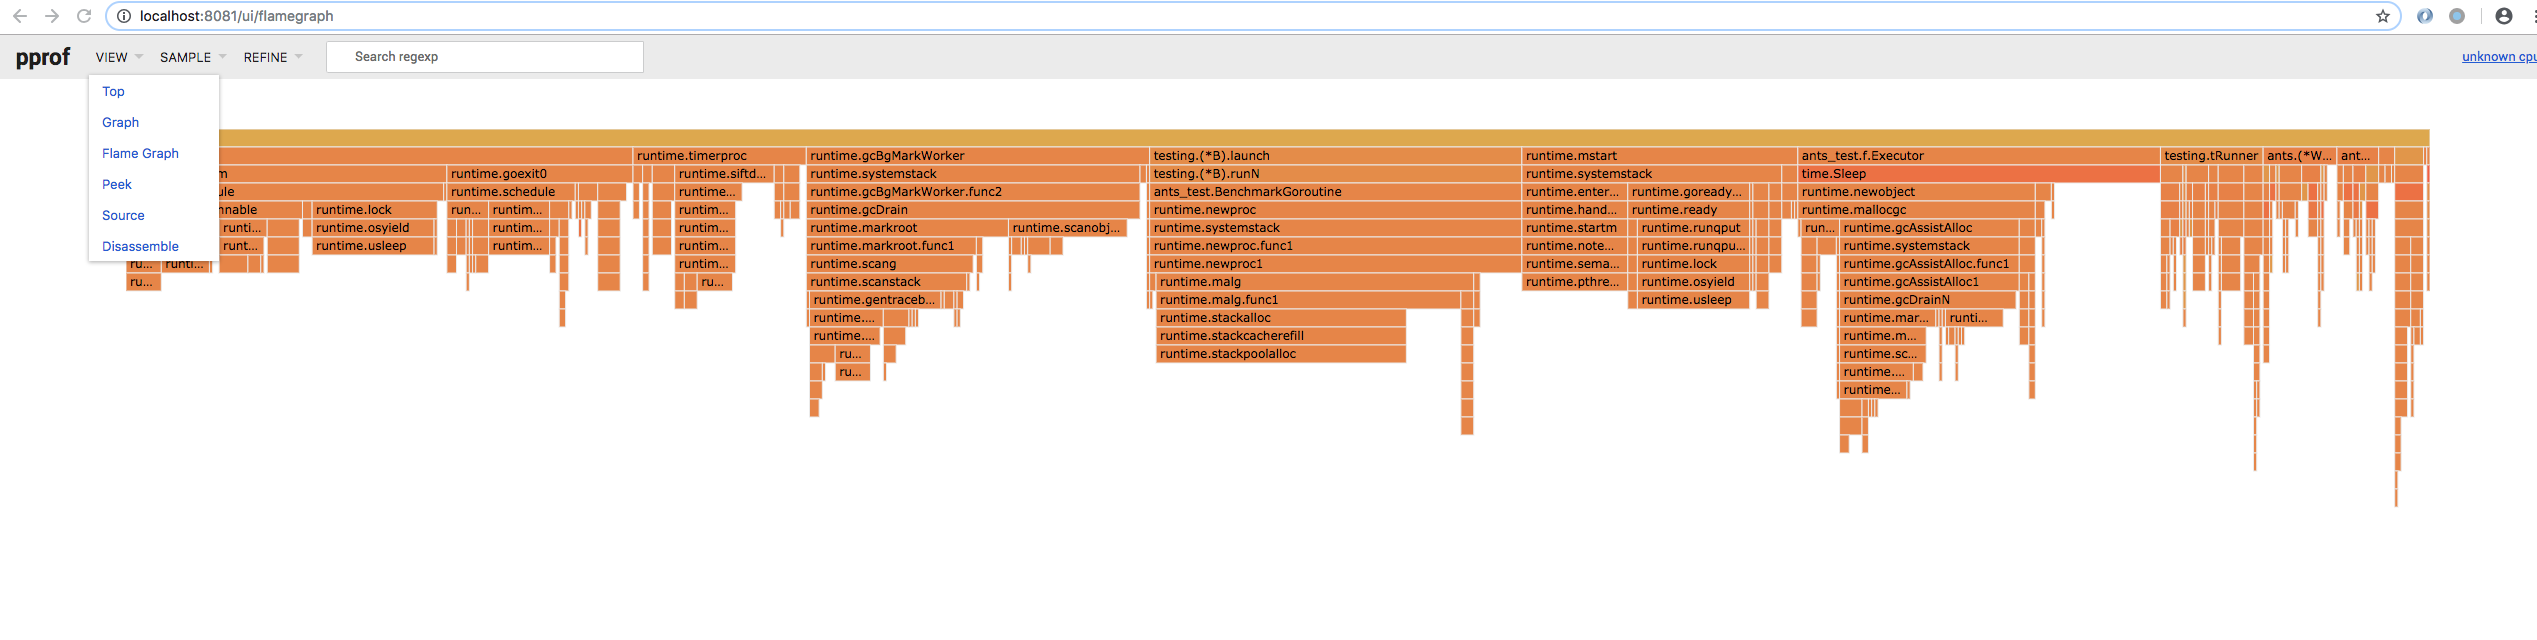 localhost:8081/ui/flamegraph
pprof VIEW SAMPLE REFINE Search regexp unknown cpu
Top
Graph
Flame Graph
Peek
Source
Disassemble
runtime.timerproc runtime.gcBgMarkWorker testing.(*B).launch runtime.mstart ants_test.f.Executor testing.tRunner ants.(*W... ant...
m runtime.goexit0 runtime.siftd... runtime.systemstack testing.(*B).runN runtime.systemstack time.Sleep
ule runtime.schedule runtime... runtime.gcBgMarkWorker.func2 ants_test.BenchmarkGoroutine runtime.enter... runtime.goready... runtime.newobject
nnable runtime.lock run... runtim... runtim... runtime.gcDrain runtime.newproc runtime.hand... runtime.ready runtime.mallocgc
runti... runtime.osyield runtim... runtim... runtime.markroot runtime.scanobj... runtime.systemstack runtime.startm runtime.runqput run... runtime.gcAssistAlloc
runt... runtime.usleep runtim... runtim... runtime.markroot.func1 runtime.newproc.func1 runtime.note... runtime.runqpu... runtime.systemstack
ru... runti... runtim... runtime.scang runtime.newproc1 runtime.sema... runtime.lock runtime.gcAssistAlloc.func1
ru... ru... runtime.scanstack runtime.malg runtime.pthre... runtime.osyield runtime.gcAssistAlloc1
runtime.gentraceb... runtime.malg.func1 runtime.usleep runtime.gcDrainN
runtime.... runtime.stackalloc runtime.mar... runti...
runtime.... runtime.stackcacherefill runtime.m...
ru... runtime.stackpoolalloc runtime.sc...
ru... runtime....
runtime...